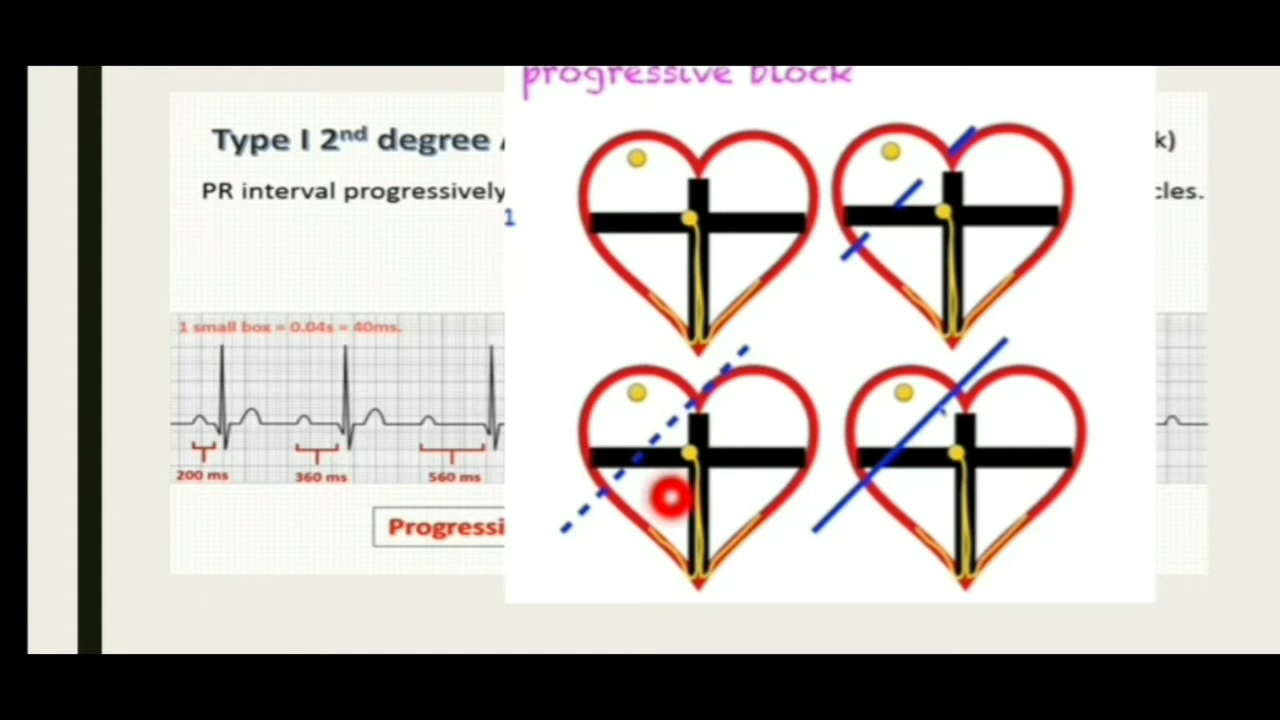 progressive block
Type I 2nd degree
k)
PR interval progressively
cles.
1
1 small box = 0.04s = 40ms.
200 ms
360 ms
560 ms
Progressi